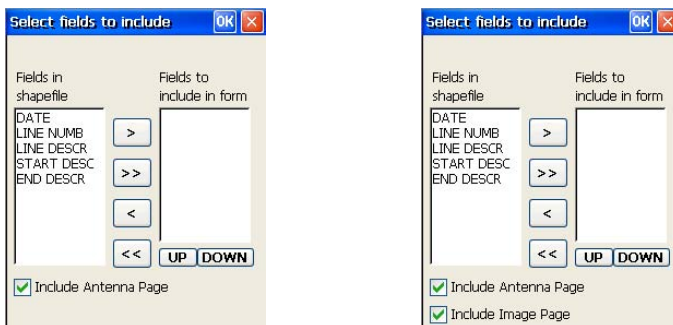 Select fields to include OK
Fields in
shapefile
Fields to
include in form
DATE
LINE NUMB
LINE DESCR
START DESC
END DESCR
>
>>
<
<<
UP DOWN
Include Antenna Page
Select fields to include OK
Fields in
shapefile
Fields to
include in form
DATE
LINE NUMB
LINE DESCR
START DESC
END DESCR
>
>>
<
<<
UP DOWN
Include Antenna Page
Include Image Page